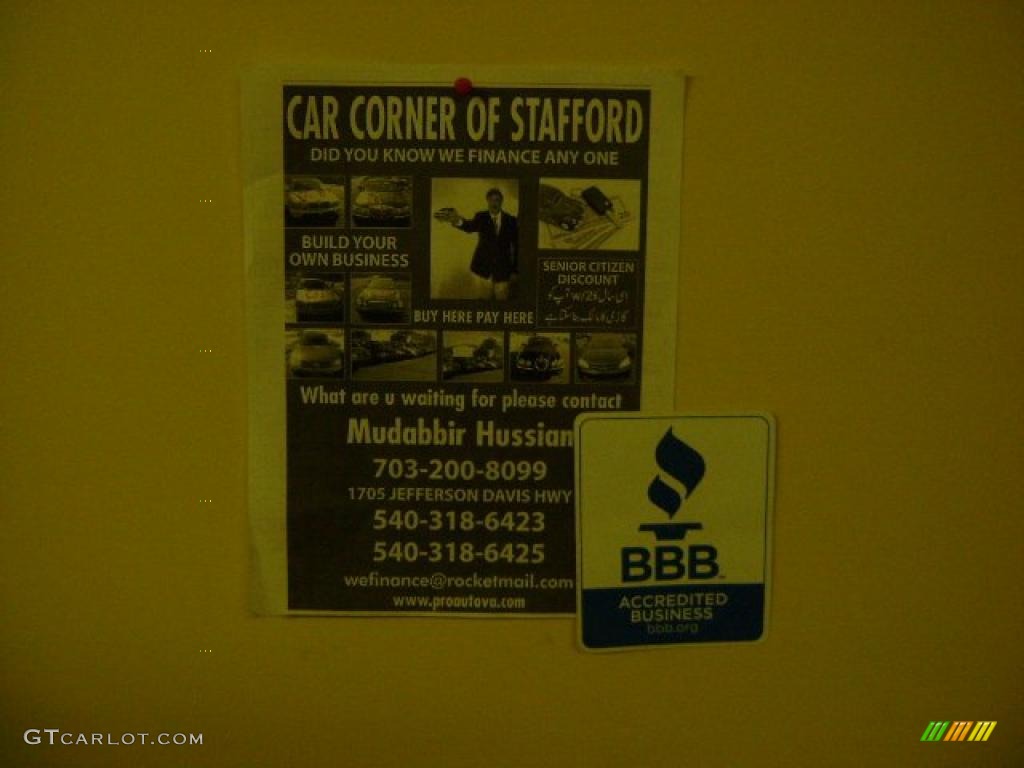 CAR CORNER OF STAFFORD
DID YOU KNOW WE FINANCE ANY ONE
BUILD YOUR
OWN BUSINESS
BUY HERE PAY HERE
SENIOR CITIZEN
DISCOUNT
What are u waiting for please contact
Mudabbir Hussian
703-200-8099
1705 JEFFERSON DAVIS HWY
540-318-6423
540-318-6425
wefinance@rocketmail.com
www.proautova.com
BBB
ACCREDITED
BUSINESS
bbb.org
GTCARLOT.COM